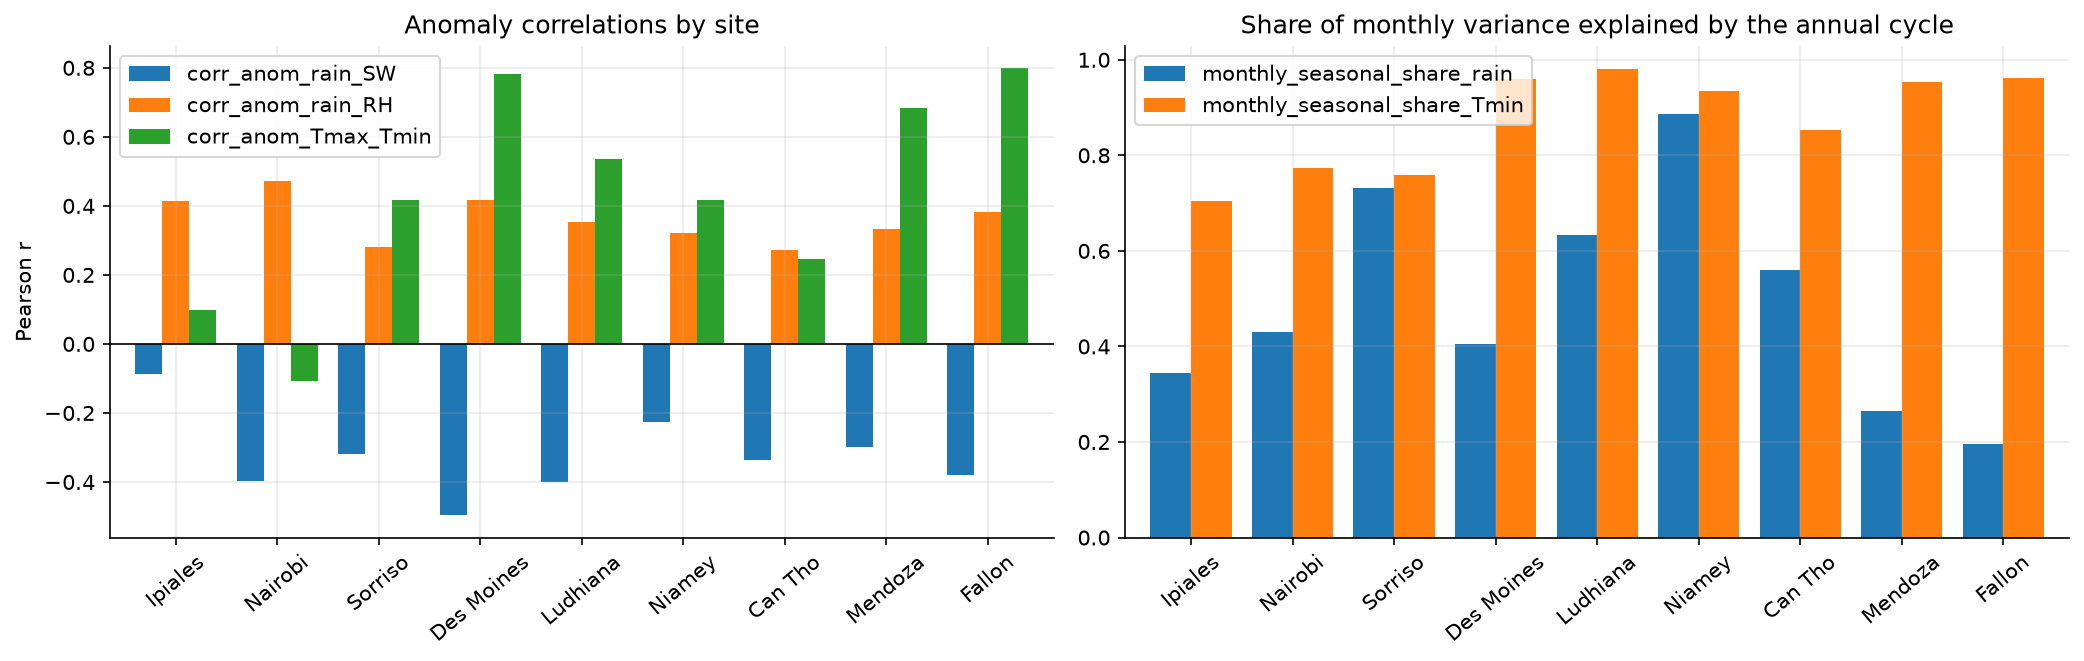 Anomaly correlations by site
corr_anom_rain_SW
corr_anom_rain_RH
corr_anom_Tmax_Tmin
Pearson r
0.8
0.6
0.4
0.2
0.0
−0.2
−0.4
Ipiales
Nairobi
Sorriso
Des Moines
Ludhiana
Niamey
Can Tho
Mendoza
Fallon
Share of monthly variance explained by the annual cycle
monthly_seasonal_share_rain
monthly_seasonal_share_Tmin
1.0
0.8
0.6
0.4
0.2
0.0
Ipiales
Nairobi
Sorriso
Des Moines
Ludhiana
Niamey
Can Tho
Mendoza
Fallon